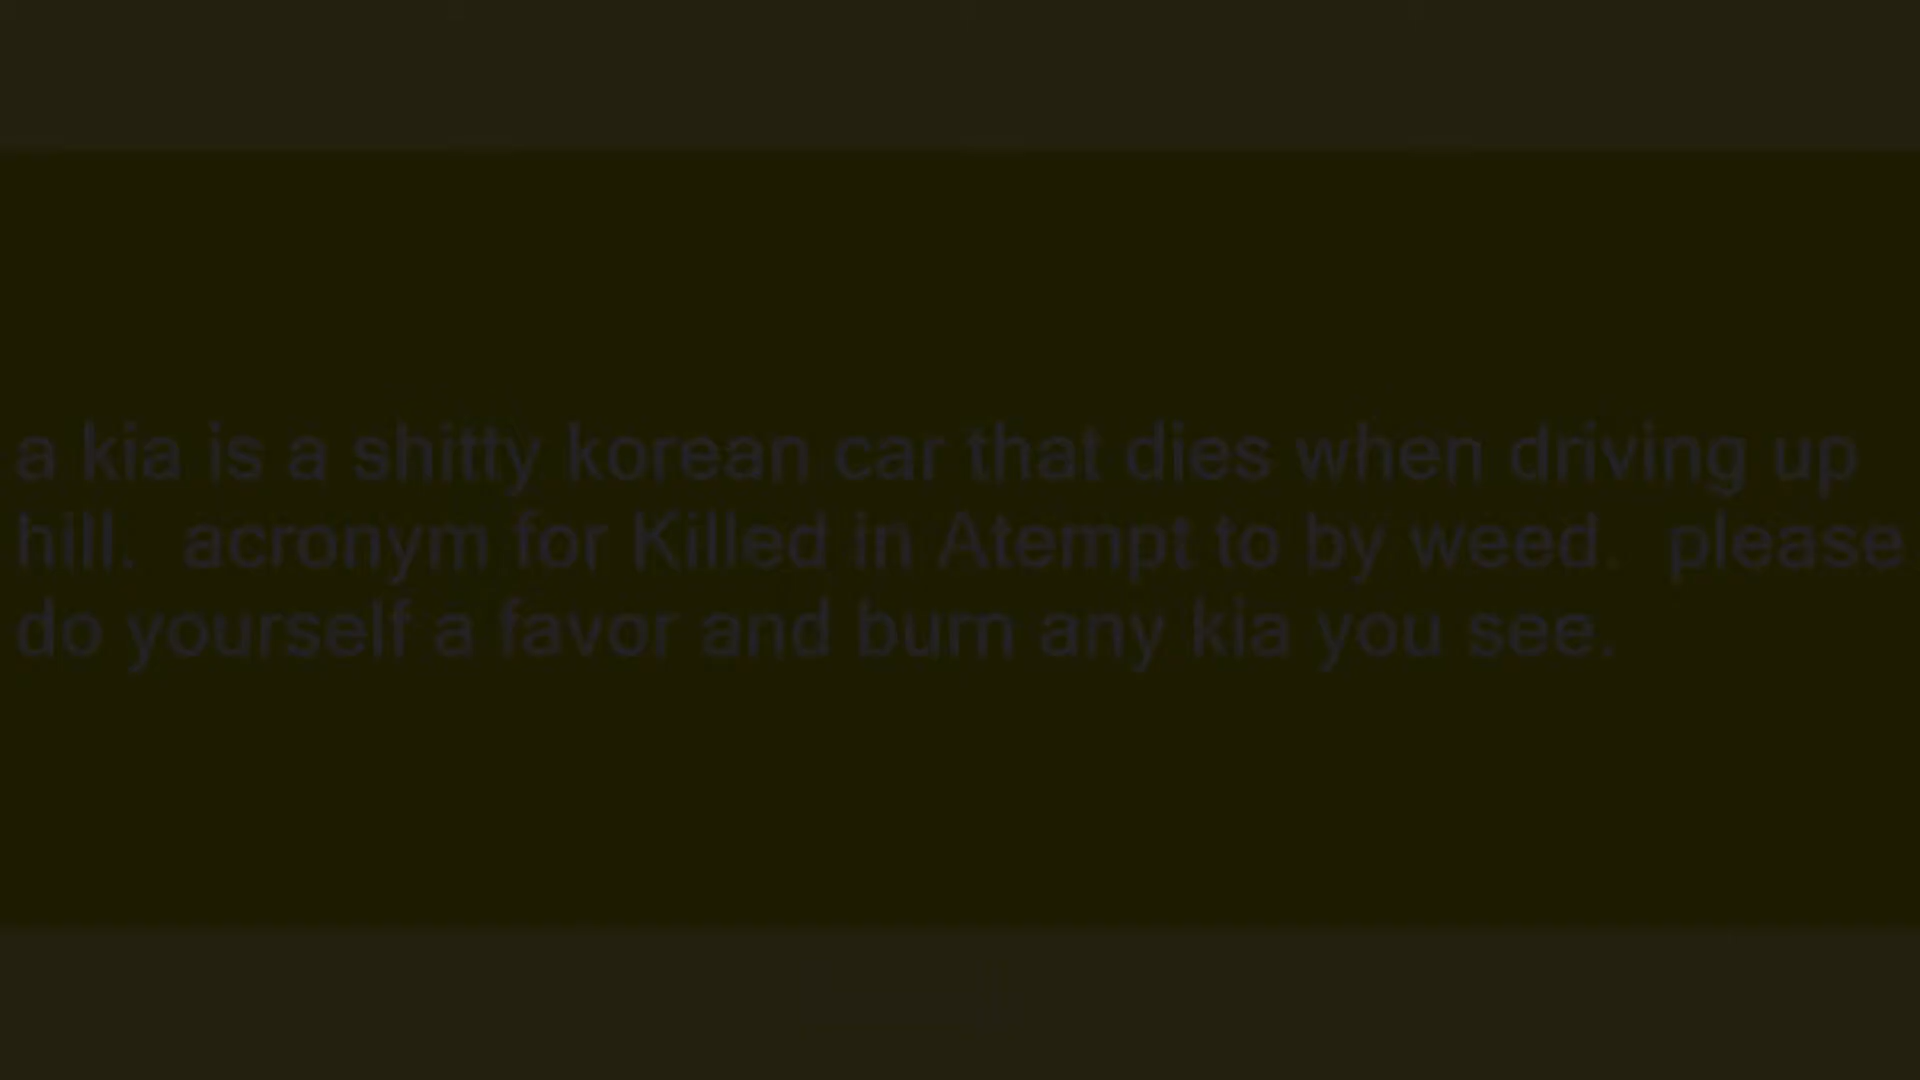 a kia is a shitty korean car that dies when driving up
hill.  acronym for Killed in Atempt to by weed.  please
do yourself a favor and burn any kia you see.